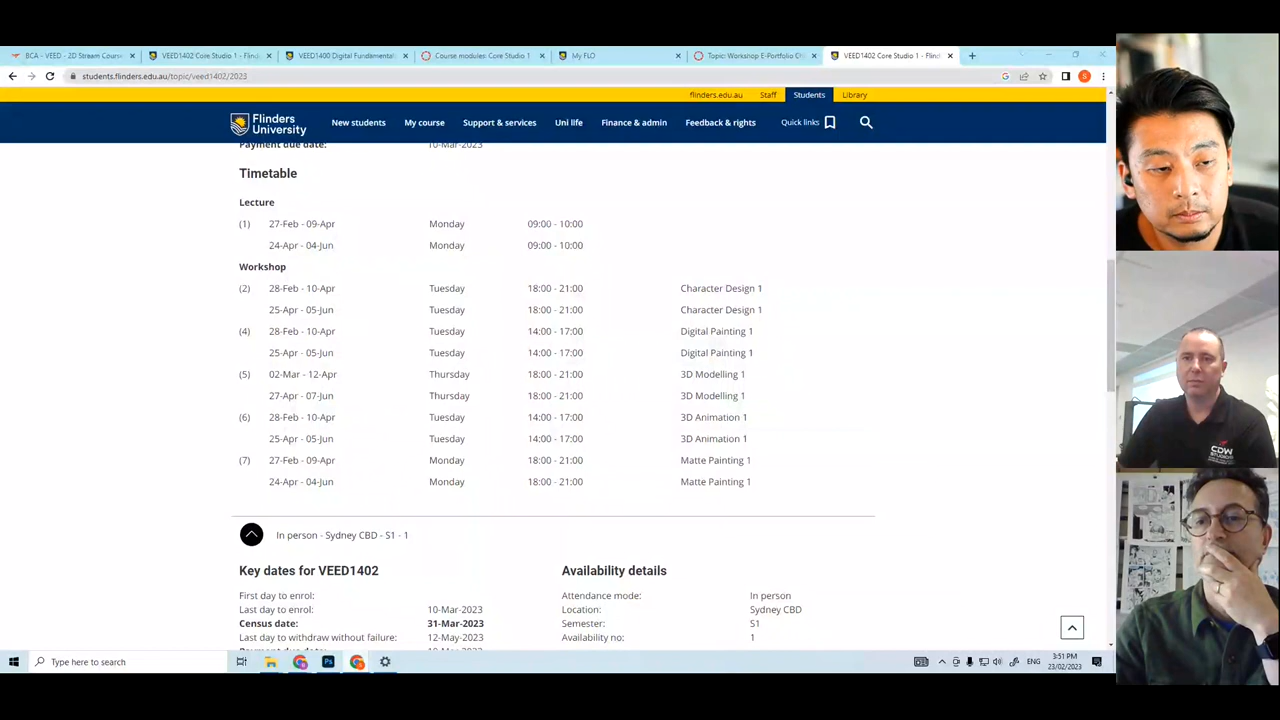 BCA - VEED - 2D Stream Cours
VEED1402 Core Studio 1 - Flin
VEED1400 Digital Fundamental
Course modules: Core Studio 1
My FLO
Topic: Workshop E-Portfolio C
VEED1402 Core Studio 1 - Flin
students.flinders.edu.au/topic/veed1402/2023
S
flinders.edu.au Staff Students Library
Flinders University
New students My course Support & services Uni life Finance & admin Feedback & rights Quick links
Payment due date: 10-Mar-2023
Timetable
Lecture
(1) 27-Feb - 09-Apr Monday 09:00 - 10:00
24-Apr - 04-Jun Monday 09:00 - 10:00
Workshop
(2) 28-Feb - 10-Apr Tuesday 18:00 - 21:00 Character Design 1
25-Apr - 05-Jun Tuesday 18:00 - 21:00 Character Design 1
(4) 28-Feb - 10-Apr Tuesday 14:00 - 17:00 Digital Painting 1
25-Apr - 05-Jun Tuesday 14:00 - 17:00 Digital Painting 1
(5) 02-Mar - 12-Apr Thursday 18:00 - 21:00 3D Modelling 1
27-Apr - 07-Jun Thursday 18:00 - 21:00 3D Modelling 1
(6) 28-Feb - 10-Apr Tuesday 14:00 - 17:00 3D Animation 1
25-Apr - 05-Jun Tuesday 14:00 - 17:00 3D Animation 1
(7) 27-Feb - 09-Apr Monday 18:00 - 21:00 Matte Painting 1
24-Apr - 04-Jun Monday 18:00 - 21:00 Matte Painting 1
In person - Sydney CBD - S1 - 1
Key dates for VEED1402 Availability details
First day to enrol: Attendance mode: In person
Last day to enrol: 10-Mar-2023 Location: Sydney CBD
Census date: 31-Mar-2023 Semester: S1
Last day to withdraw without failure: 12-May-2023 Availability no: 1
Type here to search
Ps
ENG
3:51 PM
23/02/2023
CDW
STUDIOS